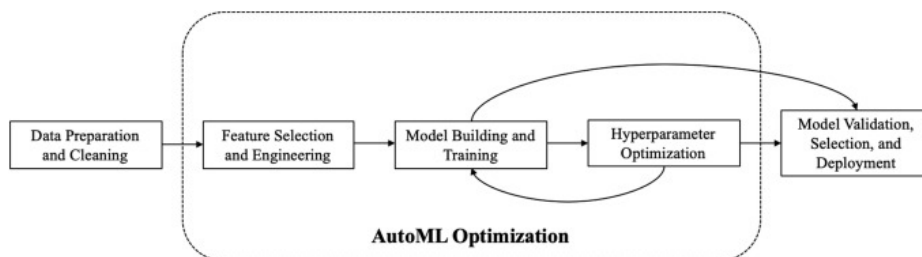 Data Preparation
and Cleaning
Feature Selection
and Engineering
Model Building and
Training
Hyperparameter
Optimization
Model Validation,
Selection, and
Deployment
AutoML Optimization